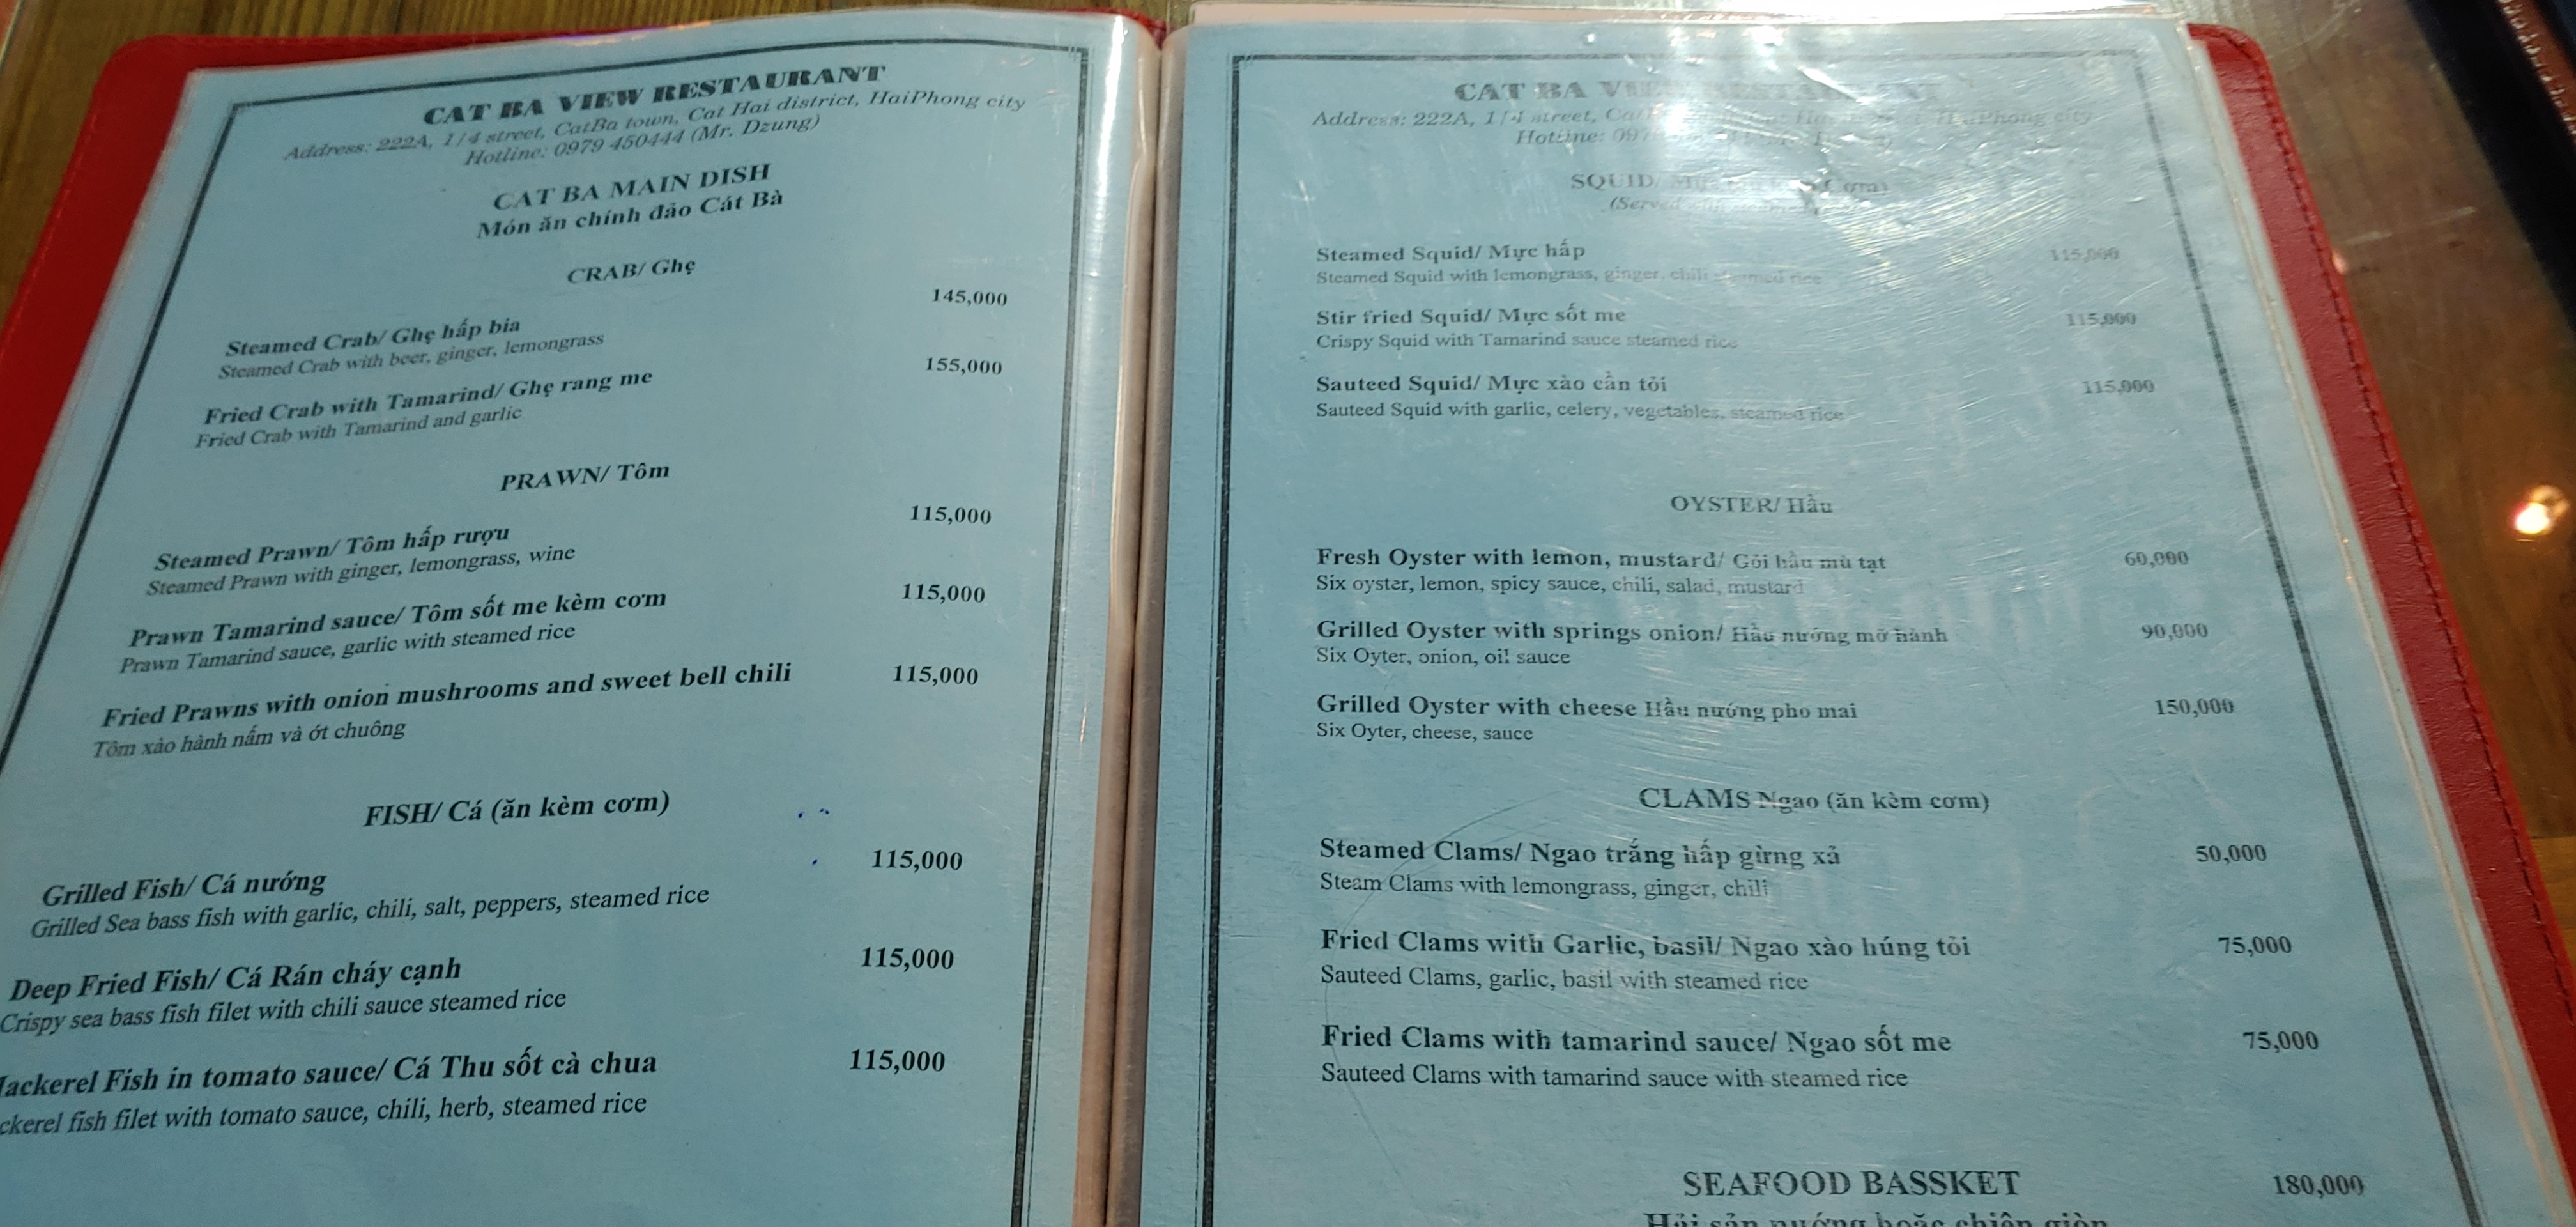 CAT BA VIEW RESTAURANT
Address: 222A, 1/4 street, CatBa town, Cat Hai district, HaiPhong city
Hotline: 0979 450444 (Mr. Dzung)
CAT BA MAIN DISH
Món ăn chính đảo Cát Bà
CRAB/ Ghẹ
145,000
Steamed Crab/ Ghẹ hấp bia
Steamed Crab with beer, ginger, lemongrass
155,000
Fried Crab with Tamarind/ Ghẹ rang me
Fried Crab with Tamarind and garlic
PRAWN/ Tôm
115,000
Steamed Prawn/ Tôm hấp rượu
Steamed Prawn with ginger, lemongrass, wine
115,000
Prawn Tamarind sauce/ Tôm sốt me kèm cơm
Prawn Tamarind sauce, garlic with steamed rice
Fried Prawns with onion mushrooms and sweet bell chili 115,000
Tôm xào hành nấm và ớt chuông
FISH/ Cá (ăn kèm cơm)
Grilled Fish/ Cá nướng 115,000
Grilled Sea bass fish with garlic, chili, salt, peppers, steamed rice
Deep Fried Fish/ Cá Rán cháy cạnh 115,000
Crispy sea bass fish filet with chili sauce steamed rice
Fish in tomato sauce/ Cá Thu sốt cà chua 115,000
fish filet with tomato sauce, chili, herb, steamed rice
CAT BA
Address: 222A, 1/4 street, HaiPhong city
Hotline:
SQUID/ Cơm)
Steamed Squid/ Mực hấp 115,000
Steamed Squid with lemongrass, ginger, chili steamed rice
Stir fried Squid/ Mực sốt me 115,000
Crispy Squid with Tamarind sauce steamed rice
Sauteed Squid/ Mực xào cần tỏi 115,000
Sauteed Squid with garlic, celery, vegetables, steamed rice
OYSTER/ Hàu
Fresh Oyster with lemon, mustard/ Gỏi hàu mù tạt 60,000
Six oyster, lemon, spicy sauce, chili, salad, mustard
Grilled Oyster with springs onion/ Hàu nướng mỡ hành 90,000
Six Oyter, onion, oil sauce
Grilled Oyster with cheese Hầu nướng pho mai 150,000
Six Oyter, cheese, sauce
CLAMS Ngao (ăn kèm cơm)
Steamed Clams/ Ngao trắng hấp gừng xả 50,000
Steam Clams with lemongrass, ginger, chili
Fried Clams with Garlic, basil/ Ngao xào húng tỏi 75,000
Sauteed Clams, garlic, basil with steamed rice
Fried Clams with tamarind sauce/ Ngao sốt me 75,000
Sauteed Clams with tamarind sauce with steamed rice
SEAFOOD BASSKET 180,000
Hải sản nướng hoặc chiên giòn